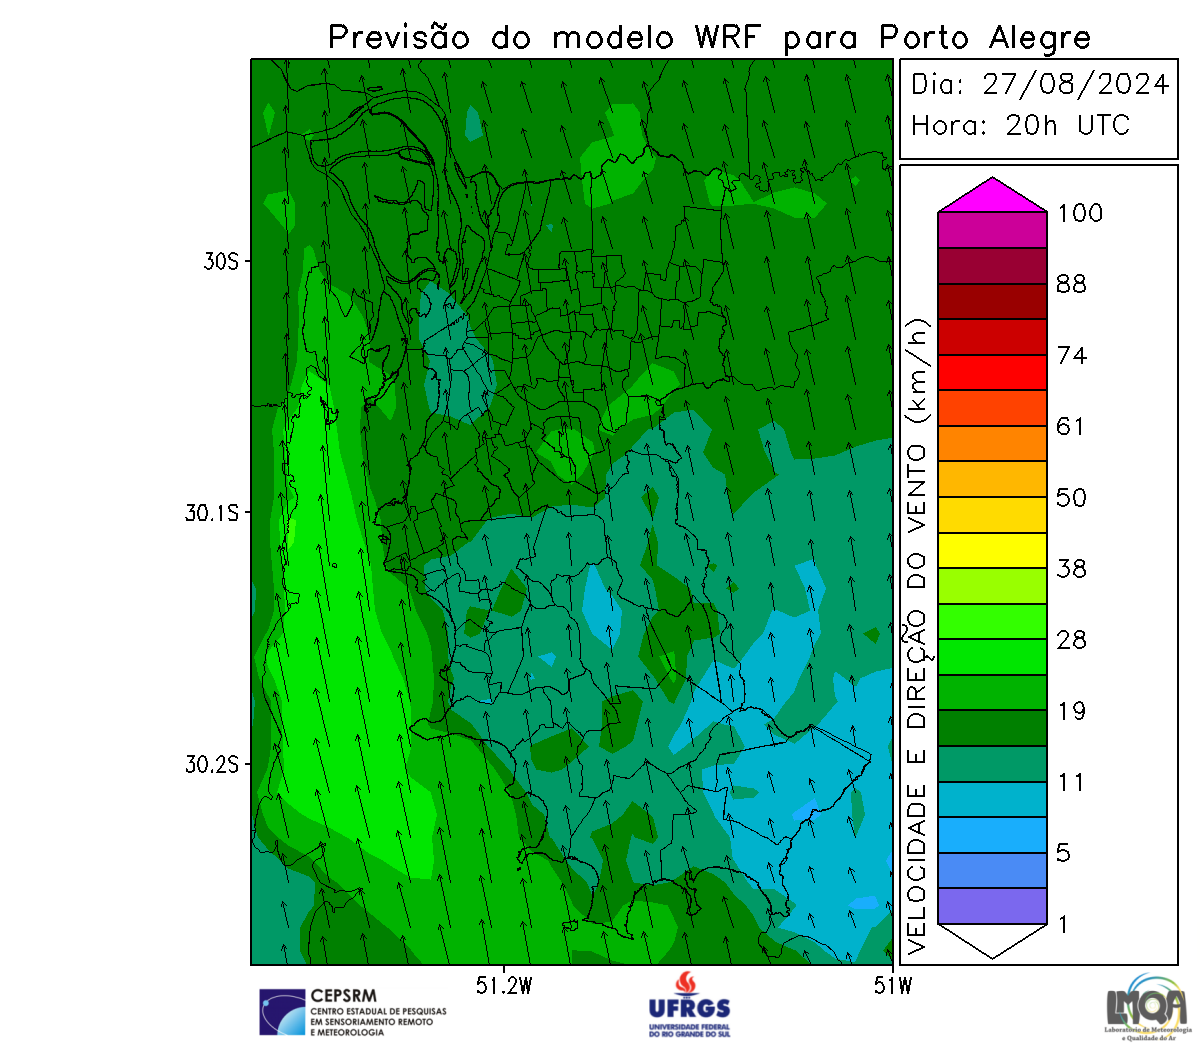 Previsão do modelo WRF para Porto Alegre
Dia: 27/08/2024
Hora: 20h UTC
30S
30.1S
30.2S
51.2W
51W
VELOCIDADE E DIREÇÃO DO VENTO (km/h)
100
88
74
61
50
38
28
19
11
5
1
CEPSRM
CENTRO ESTADUAL DE PESQUISAS
EM SENSORIAMENTO REMOTO
E METEOROLOGIA
UFRGS
UNIVERSIDADE FEDERAL
DO RIO GRANDE DO SUL
LMQA
Laboratório de Meteorologia
e Qualidade do Ar